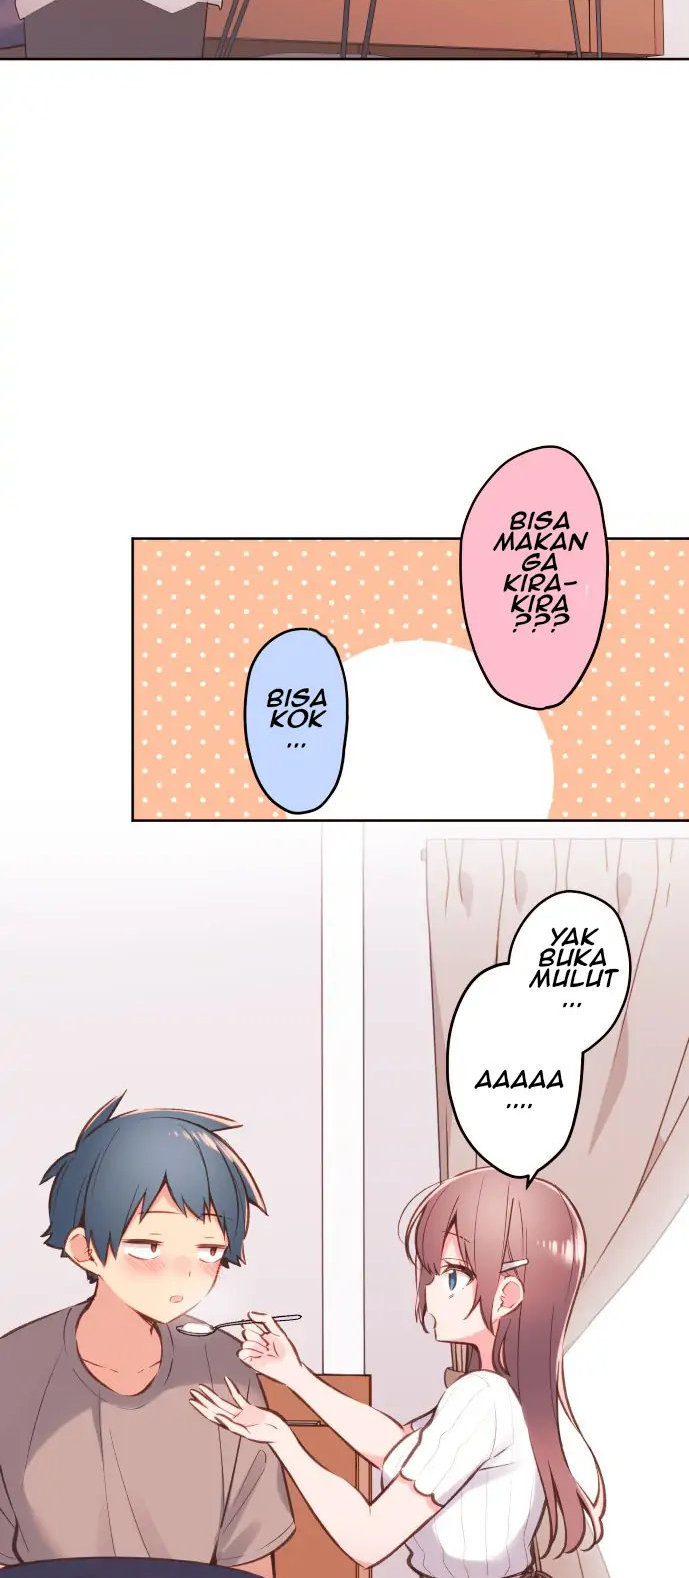 BISA
MAKAN
GA
KIRA-
KIRA
???
BISA
KOK
...
YAK
BUKA
MULUT
...
AAAAA
....